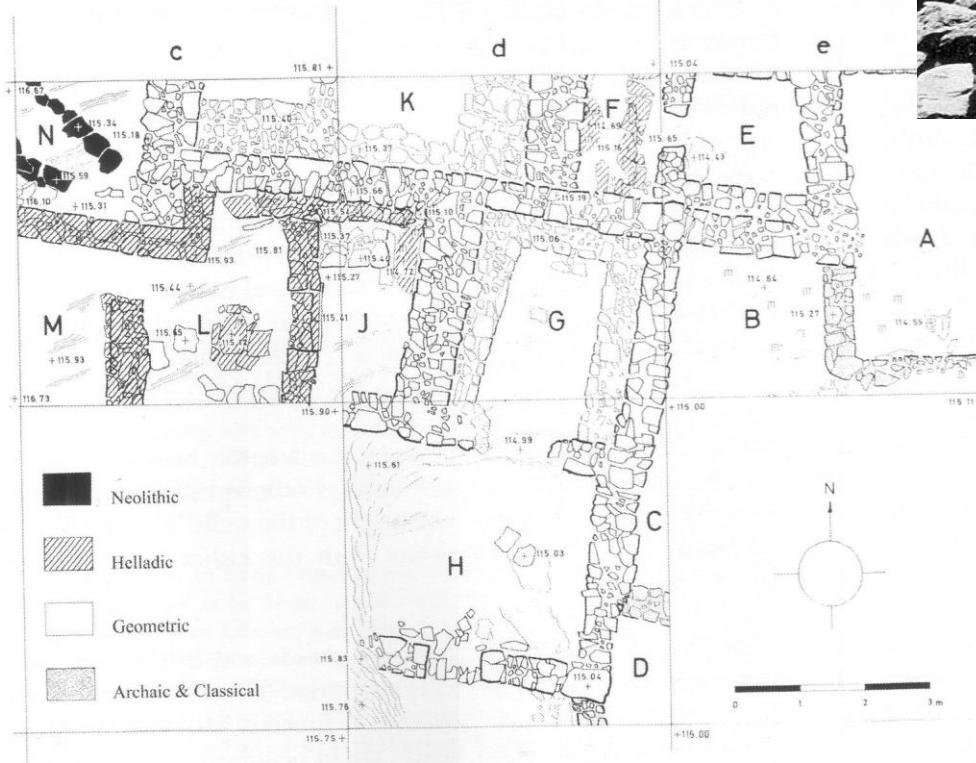 c d e
115.81 + 115.04
116.67 K F
N 115.34 115.40 114.69 E
115.18 115.37 115.16 115.65 114.43
115.59 115.66 115.19
116.10 115.31 115.54 115.10 A
115.37 115.06
115.93 115.81 115.40 114.72 114.64
115.44 115.27
M L J G B 115.27 114.55
115.65 115.12 115.41
115.93
116.73 115.90 115.00 115.11
115.61 114.99
Neolithic
C N
Helladic H 115.03
Geometric
115.83 D
Archaic & Classical 115.04
115.76 0 1 2 3 m
115.75 115.00